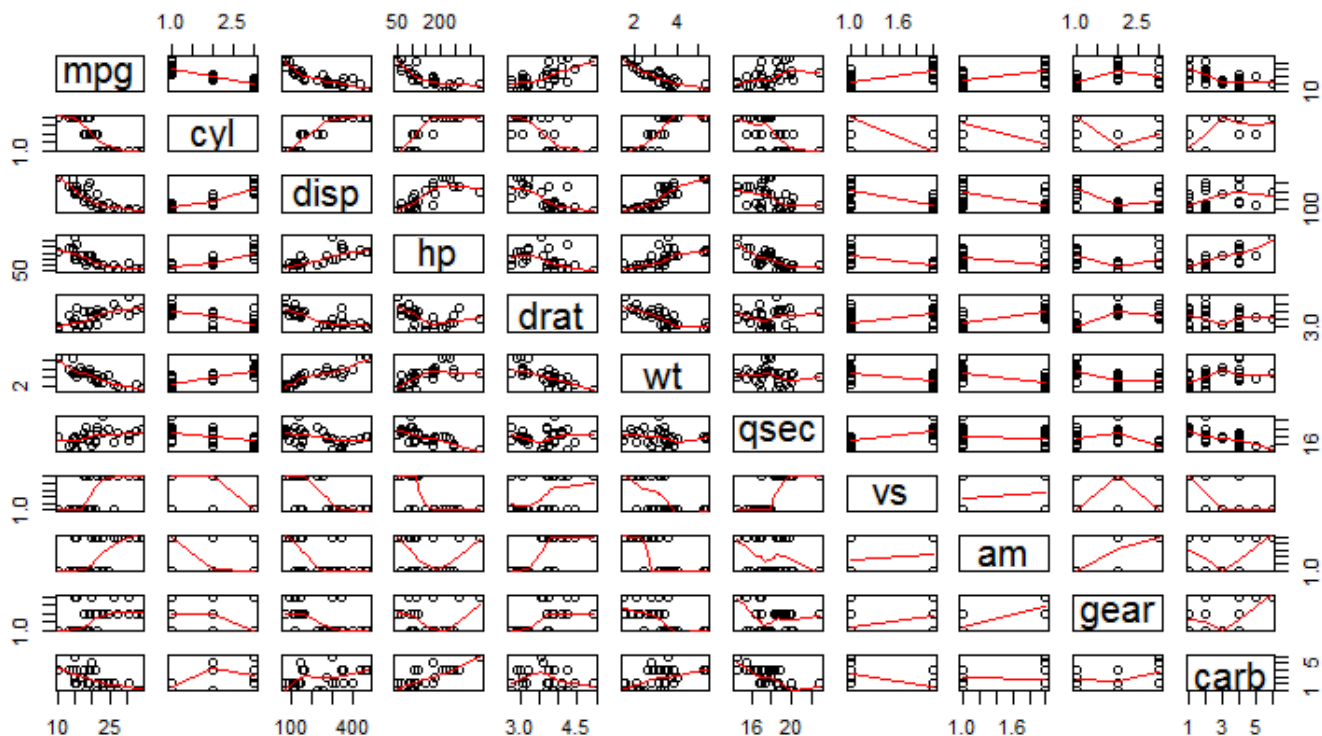 1.0 2.5 50 200 2 4 1.0 1.6 1.0 2.5
mpg 10
1.0 cyl
disp 100
50 hp
drat 3.0
2 wt
qsec 16
1.0 vs
am 1.0
1.0 gear
carb 1 5
10 25 100 400 3.0 4.5 16 20 1.0 1.6 1 3 5